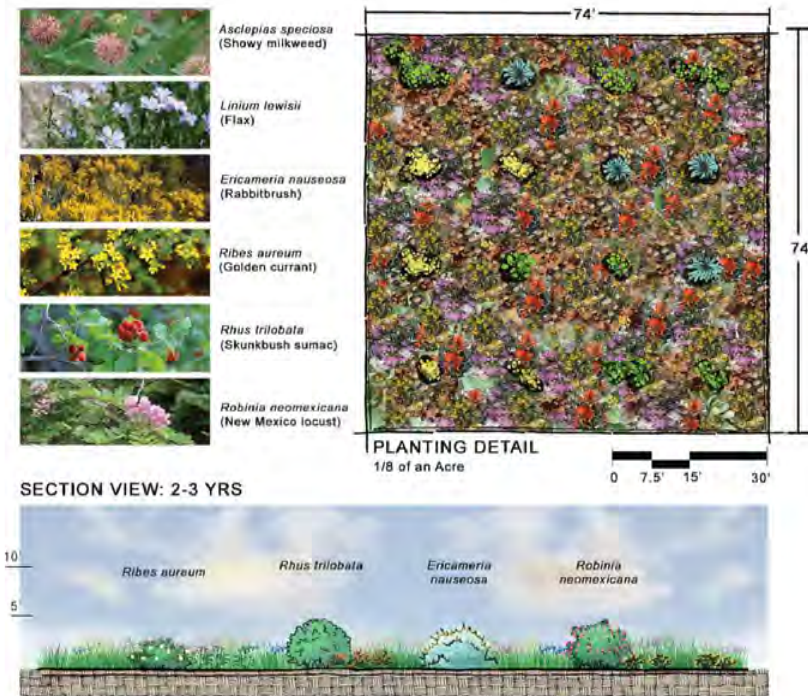 74'
Asclepias speciosa
(Showy milkweed)
Linium lewisii
(Flax)
Ericameria nauseosa
(Rabbitbrush)
Ribes aureum
(Golden currant)
Rhus trilobata
(Skunkbush sumac)
Robinia neomexicana
(New Mexico locust)
74
PLANTING DETAIL
1/8 of an Acre
0 7.5' 15' 30'
SECTION VIEW: 2-3 YRS
10'
5'
Ribes aureum
Rhus trilobata
Ericameria
nauseosa
Robinia
neomexicana